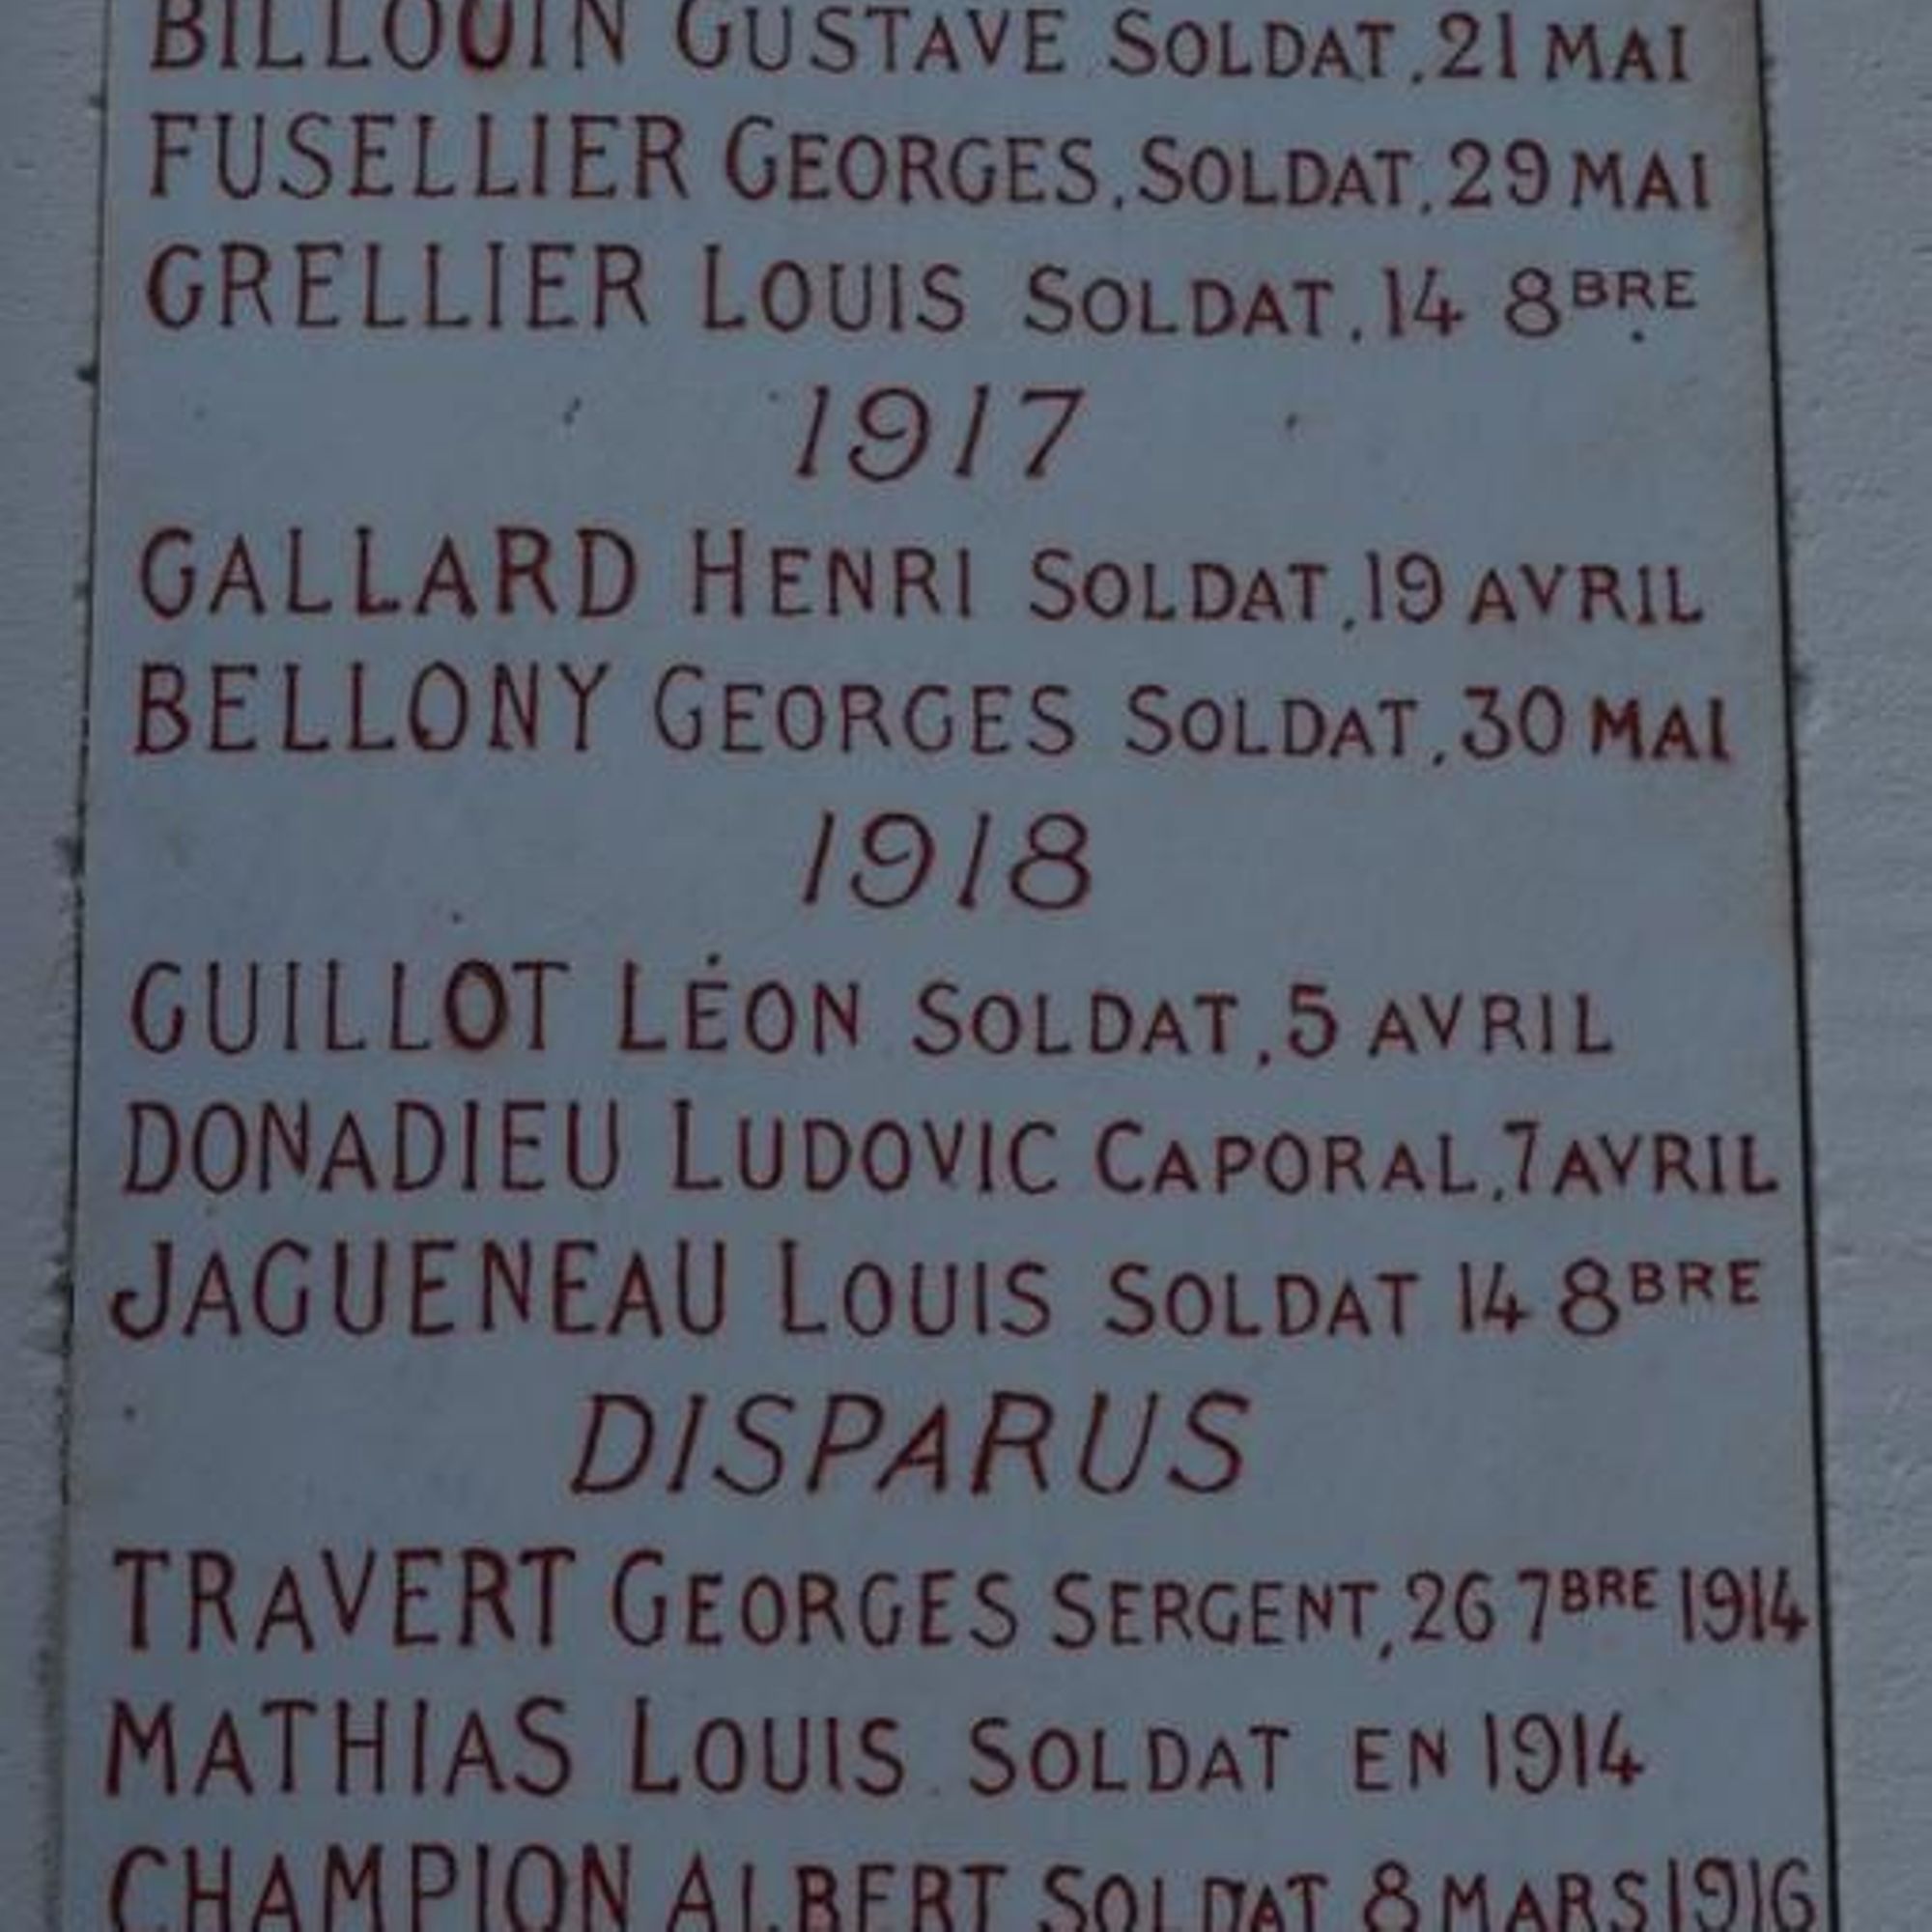 BILLOUIN GUSTAVE SOLDAT, 21 MAI
FUSELLIER GEORGES, SOLDAT, 29 MAI
GRELLIER LOUIS SOLDAT, 14 8BRE
1917
GALLARD HENRI SOLDAT, 19 AVRIL
BELLONY GEORGES SOLDAT, 30 MAI
1918
GUILLOT LÉON SOLDAT, 5 AVRIL
DONADIEU LUDOVIC CAPORAL, 7 AVRIL
JAGUENEAU LOUIS SOLDAT 14 8BRE
DISPARUS
TRAVERT GEORGES SERGENT, 26 7BRE 1914
MATHIAS LOUIS SOLDAT EN 1914
CHAMPION ALBERT SOLDAT 8 MARS 1916